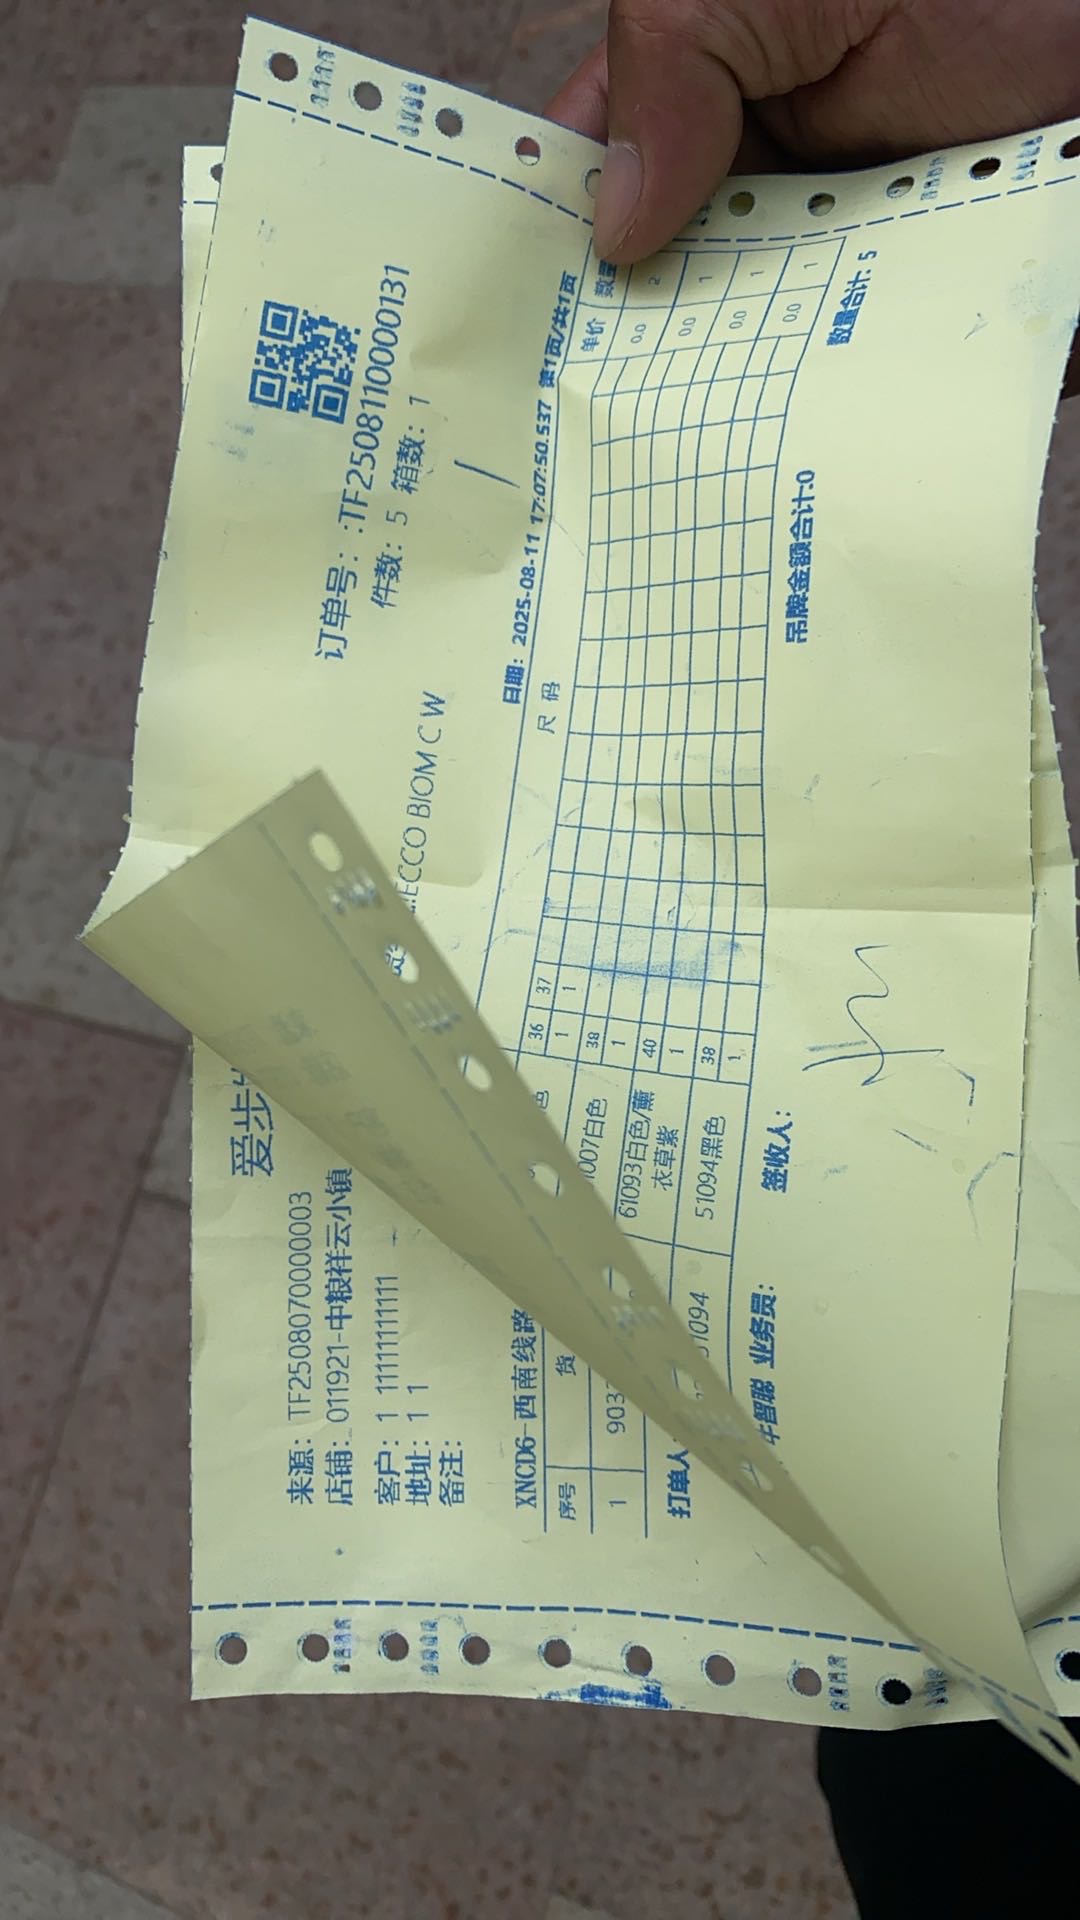 爱步
订单号: :TF2508110000131
件数: 5 箱数: 1
来源: TF2508070000003
店铺: 011921-中粮祥云小镇
客户: 1 11111111111
地址: 1 1
备注:
ECCO BIOM C W
XNCD6-西南线路
日期: 2025-08-11 17:07:50.537 第1页/共1页
序号 货 尺 码 单价 数量
36 37
1 903 色 1 1 0.0 2
38
007白色 1 0.0 1
40
61093白色/薰衣草紫 1 0.0 1
38
51094 51094黑色 1 0.0 1
吊牌金额合计:0 数量合计: 5
打单人 牛智聪 业务员: 签收人: